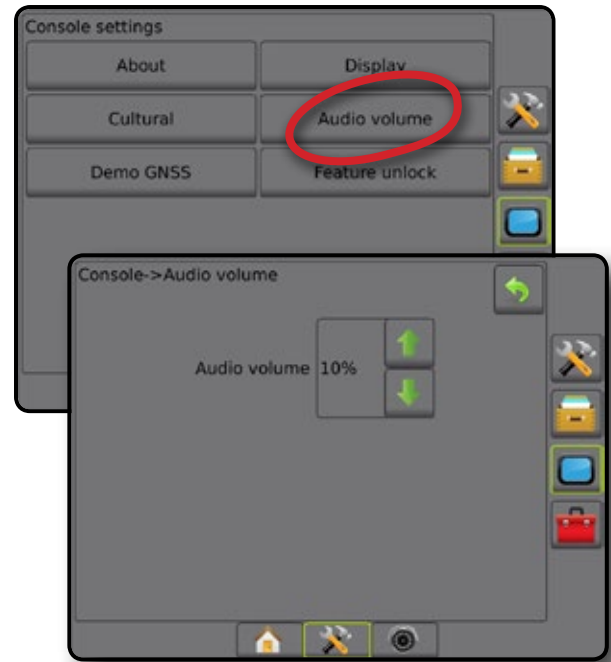 Console settings
About Display
Cultural Audio volume
Demo GNSS Feature unlock
Console->Audio volume
Audio volume 10%